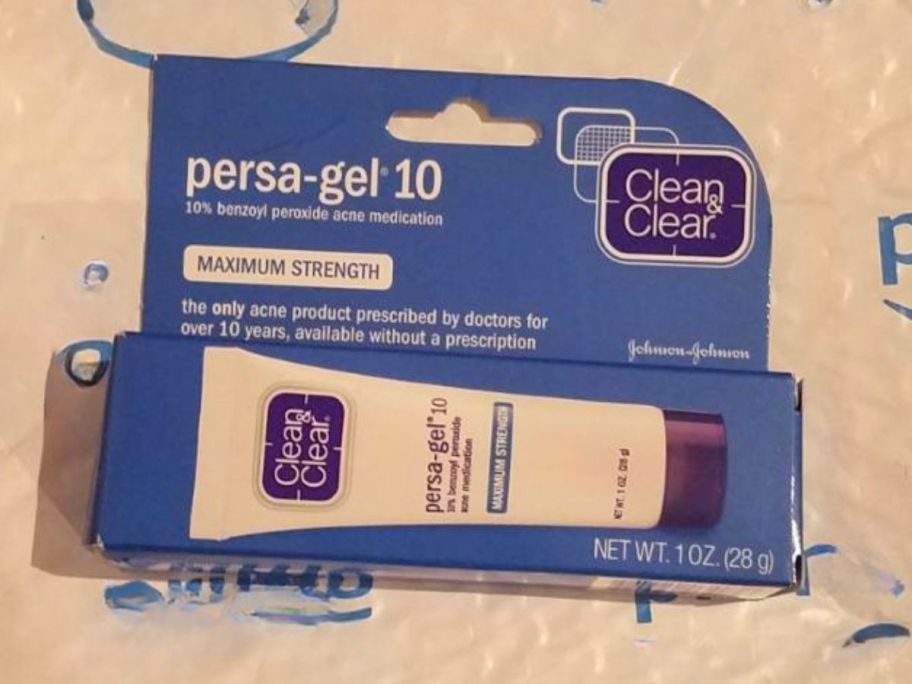 persa-gel® 10
10% benzoyl peroxide acne medication
Clean
&
Clear®
MAXIMUM STRENGTH
the only acne product prescribed by doctors for
over 10 years, available without a prescription
Johnson & Johnson
Clean
&
Clear®
persa-gel® 10
10% benzoyl peroxide
acne medication
MAXIMUM STRENGTH
NET WT. 1 OZ. (28 g)
NET WT. 1 OZ. (28 g)